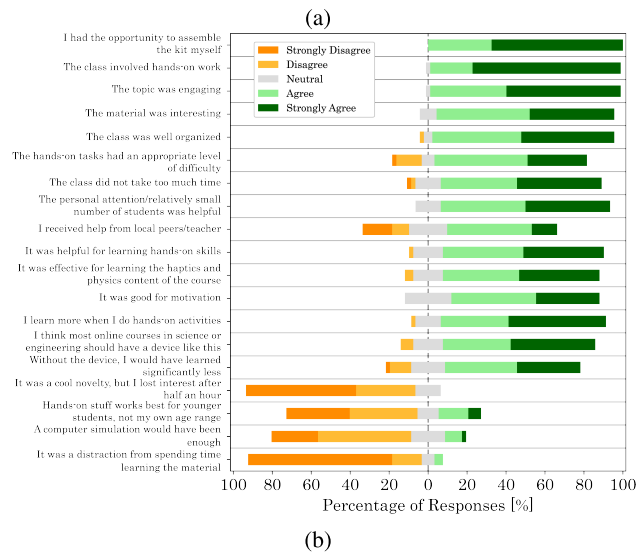 (a)
I had the opportunity to assemble
the kit myself
The class involved hands-on work
The topic was engaging
The material was interesting
The class was well organized
The hands-on tasks had an appropriate level
of difficulty
The class did not take too much time
The personal attention/relatively small
number of students was helpful
I received help from local peers/teacher
It was helpful for learning hands-on skills
It was effective for learning the haptics and
physics content of the course
It was good for motivation
I learn more when I do hands-on activities
I think most online courses in science or
engineering should have a device like this
Without the device, I would have learned
significantly less
It was a cool novelty, but I lost interest after
half an hour
Hands-on stuff works best for younger
students, not my own age range
A computer simulation would have been
enough
It was a distraction from spending time
learning the material
Strongly Disagree
Disagree
Neutral
Agree
Strongly Agree
100 80 60 40 20 0 20 40 60 80 100
Percentage of Responses [%]
(b)